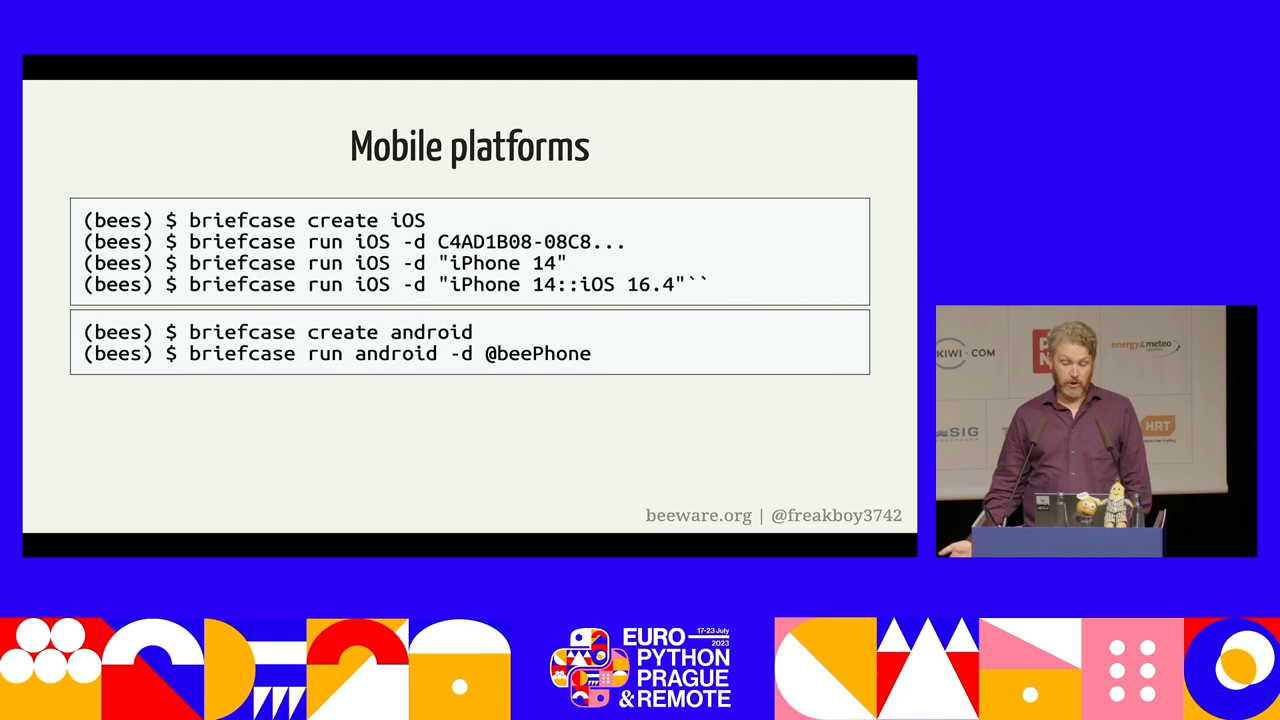 Mobile platforms
(bees) $ briefcase create iOS
(bees) $ briefcase run iOS -d C4AD1B08-08C8...
(bees) $ briefcase run iOS -d "iPhone 14"
(bees) $ briefcase run iOS -d "iPhone 14::iOS 16.4"``
(bees) $ briefcase create android
(bees) $ briefcase run android -d @beePhone
beeware.org | @freakboy3742
KIWI.COM
energy & meteo
SIG
HRT
17-23 July
2023
EURO
PYTHON
PRAGUE
& REMOTE